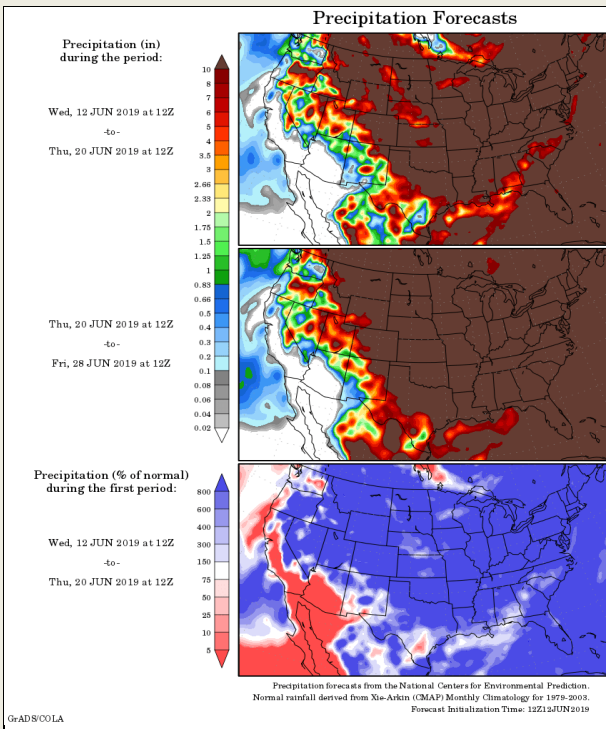 Precipitation Forecasts
Precipitation (in)
during the period:
Wed, 12 JUN 2019 at 12Z
-to-
Thu, 20 JUN 2019 at 12Z
10
8
7
6
5
4
3.5
3
2.66
2.33
2
1.75
1.5
1.25
1
0.83
0.66
0.5
0.4
0.3
0.2
0.1
0.08
0.06
0.04
0.02
Thu, 20 JUN 2019 at 12Z
-to-
Fri, 28 JUN 2019 at 12Z
Precipitation (% of normal)
during the first period:
Wed, 12 JUN 2019 at 12Z
-to-
Thu, 20 JUN 2019 at 12Z
800
600
400
300
150
75
50
25
10
5
Precipitation forecasts from the National Centers for Environmental Prediction.
Normal rainfall derived from Xie-Arkin (CMAP) Monthly Climatology for 1979-2003.
Forecast Initialization Time: 12Z12JUN2019
GrADS/COLA